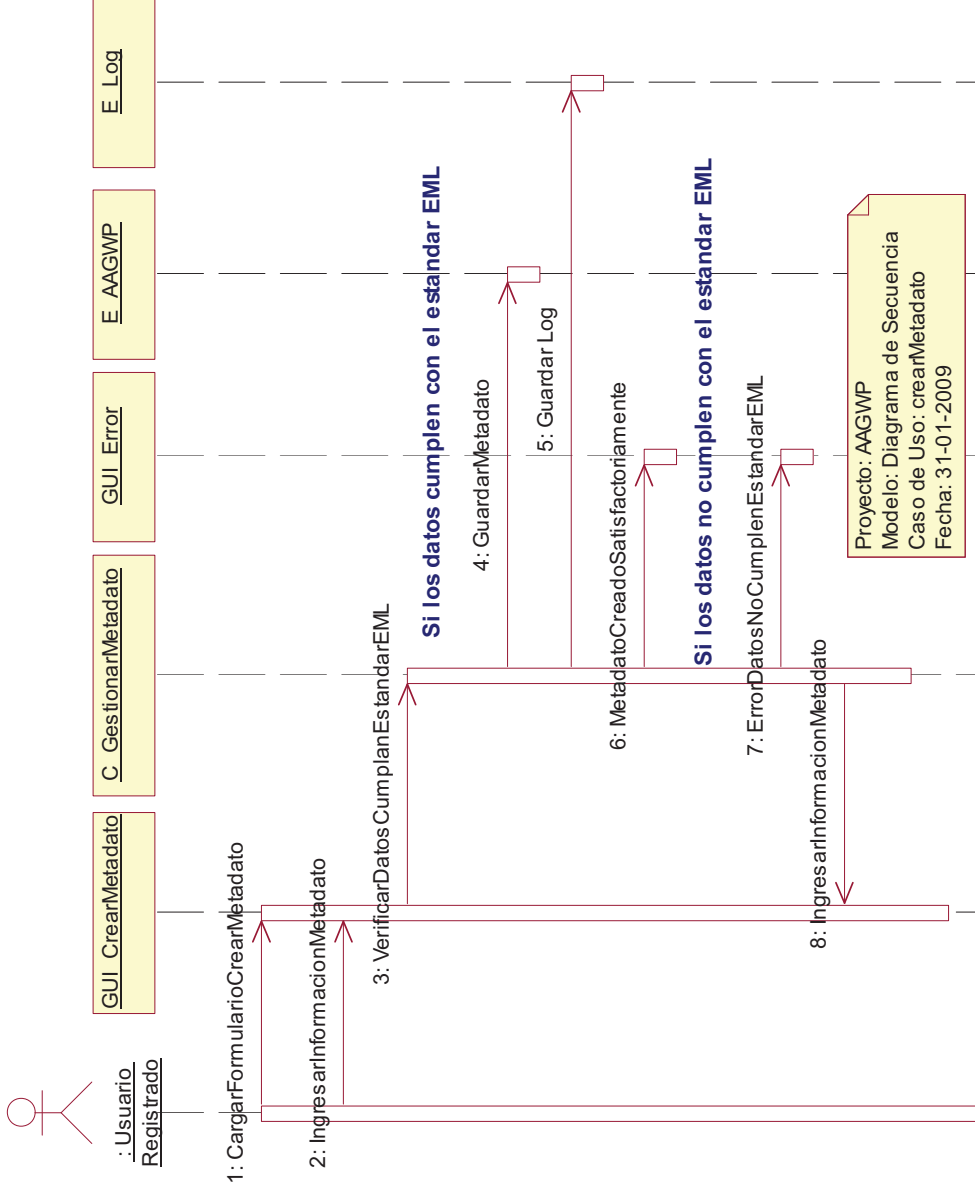 : Usuario
Registrado
GUI_CrearMetadato
C_GestionarMetadato
GUI_Error
E_AAGWP
E_Log
1: CargarFormularioCrearMetadato
2: IngresarInformacionMetadato
3: VerificarDatosCumplanEstandarEML
Si los datos cumplen con el estandar EML
4: GuardarMetadato
5: Guardar Log
6: MetadatoCreadoSatisfactoriamente
Si los datos no cumplen con el estandar EML
7: ErrorDatosNoCumplenEstandarEML
8: IngresarInformacionMetadato
Proyecto: AAGWP
Modelo: Diagrama de Secuencia
Caso de Uso: crearMetadato
Fecha: 31-01-2009